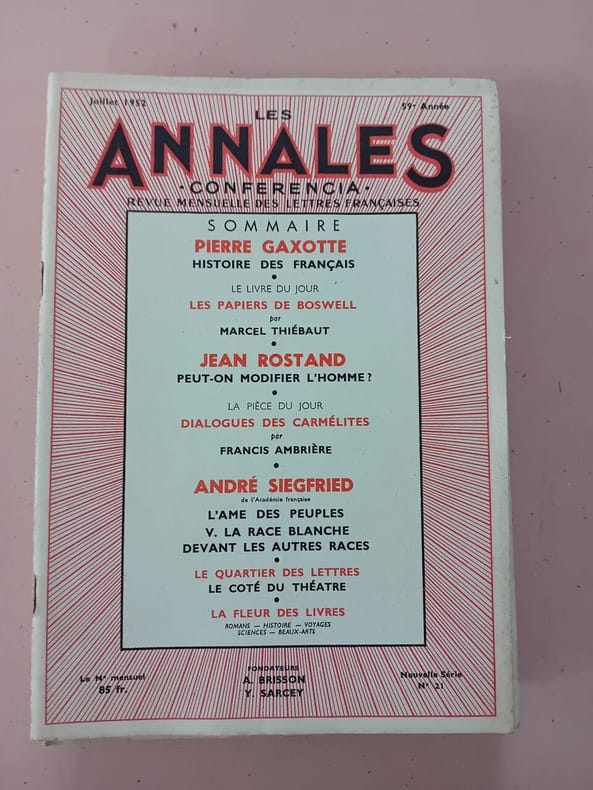 Juillet 1952
59e Année
LES
ANNALES
·CONFERENCIA·
REVUE MENSUELLE DES LETTRES FRANÇAISES
SOMMAIRE
PIERRE GAXOTTE
HISTOIRE DES FRANÇAIS
LE LIVRE DU JOUR
LES PAPIERS DE BOSWELL
par
MARCEL THIÉBAUT
JEAN ROSTAND
PEUT-ON MODIFIER L'HOMME ?
LA PIÈCE DU JOUR
DIALOGUES DES CARMÉLITES
par
FRANCIS AMBRIÈRE
ANDRÉ SIEGFRIED
de l'Académie française
L'AME DES PEUPLES
V. LA RACE BLANCHE
DEVANT LES AUTRES RACES
LE QUARTIER DES LETTRES
LE COTÉ DU THÉATRE
LA FLEUR DES LIVRES
ROMANS — HISTOIRE — VOYAGES
SCIENCES — BEAUX-ARTS
Le No mensuel
85 fr.
FONDATEURS
A. BRISSON
Y. SARCEY
Nouvelle Série
No 21